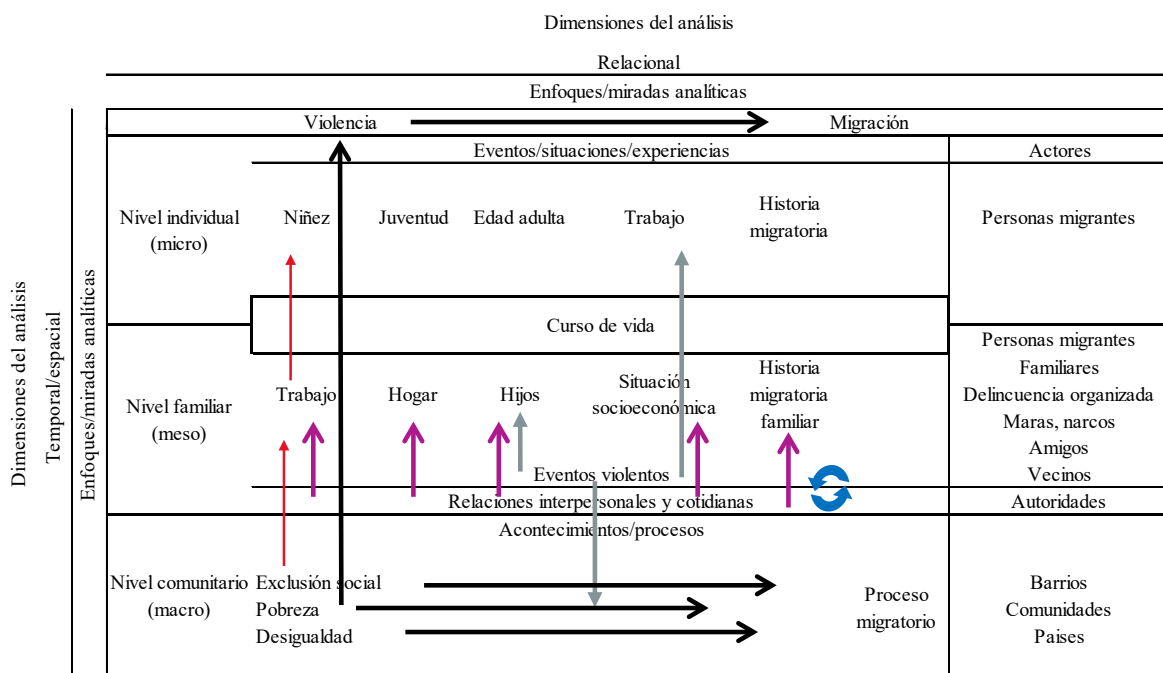 Dimensiones del análisis
Relacional
Enfoques/miradas analíticas
Violencia
Migración
Eventos/situaciones/experiencias
Actores
Nivel individual
(micro)
Niñez
Juventud
Edad adulta
Trabajo
Historia
migratoria
Personas migrantes
Curso de vida
Nivel familiar
(meso)
Trabajo
Hogar
Hijos
Situación
socioeconómica
Historia
migratoria
familiar
Eventos violentos
Personas migrantes
Familiares
Delincuencia organizada
Maras, narcos
Amigos
Vecinos
Relaciones interpersonales y cotidianas
Autoridades
Acontecimientos/procesos
Nivel comunitario
(macro)
Exclusión social
Pobreza
Desigualdad
Proceso
migratorio
Barrios
Comunidades
Paises
Dimensiones del análisis
Temporal/espacial
Enfoques/miradas analíticas